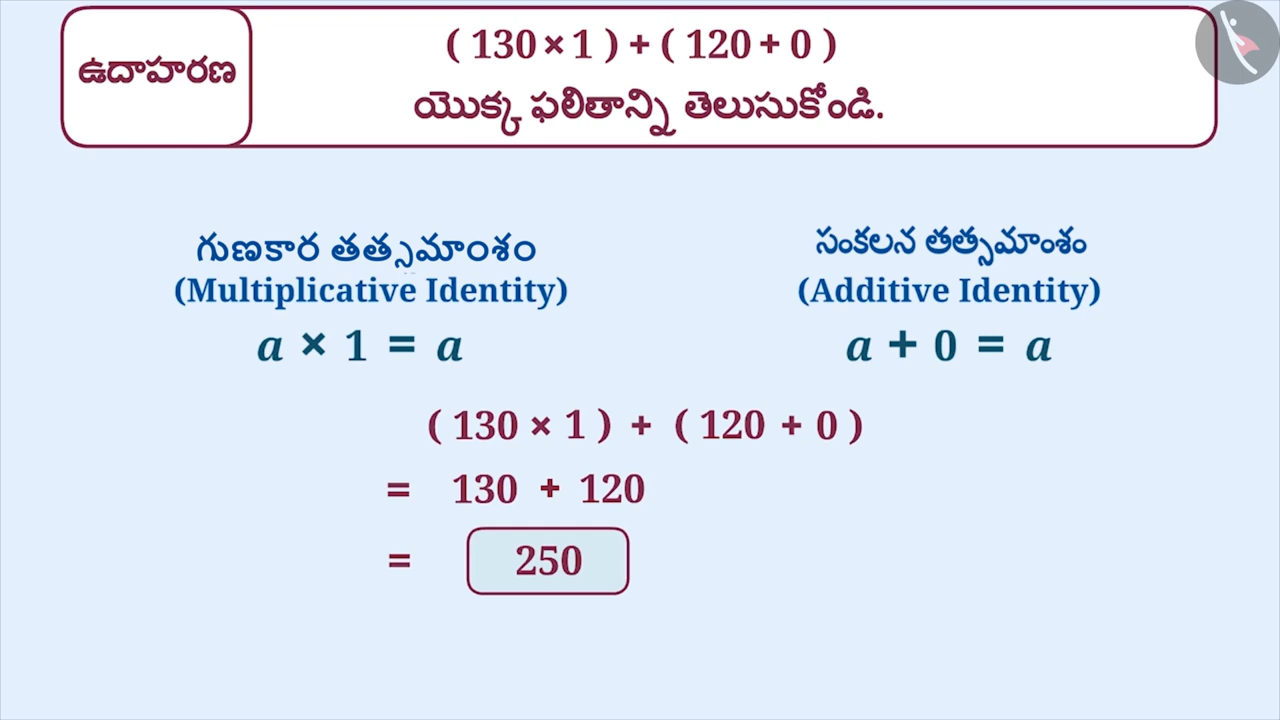 ఉదాహరణ
( 130 × 1 ) + ( 120 + 0 )
యొక్క ఫలితాన్ని తెలుసుకోండి.
గుణకార తత్సమాంశం
(Multiplicative Identity)
a × 1 = a
సంకలన తత్సమాంశం
(Additive Identity)
a + 0 = a
( 130 × 1 ) + ( 120 + 0 )
= 130 + 120
= 250